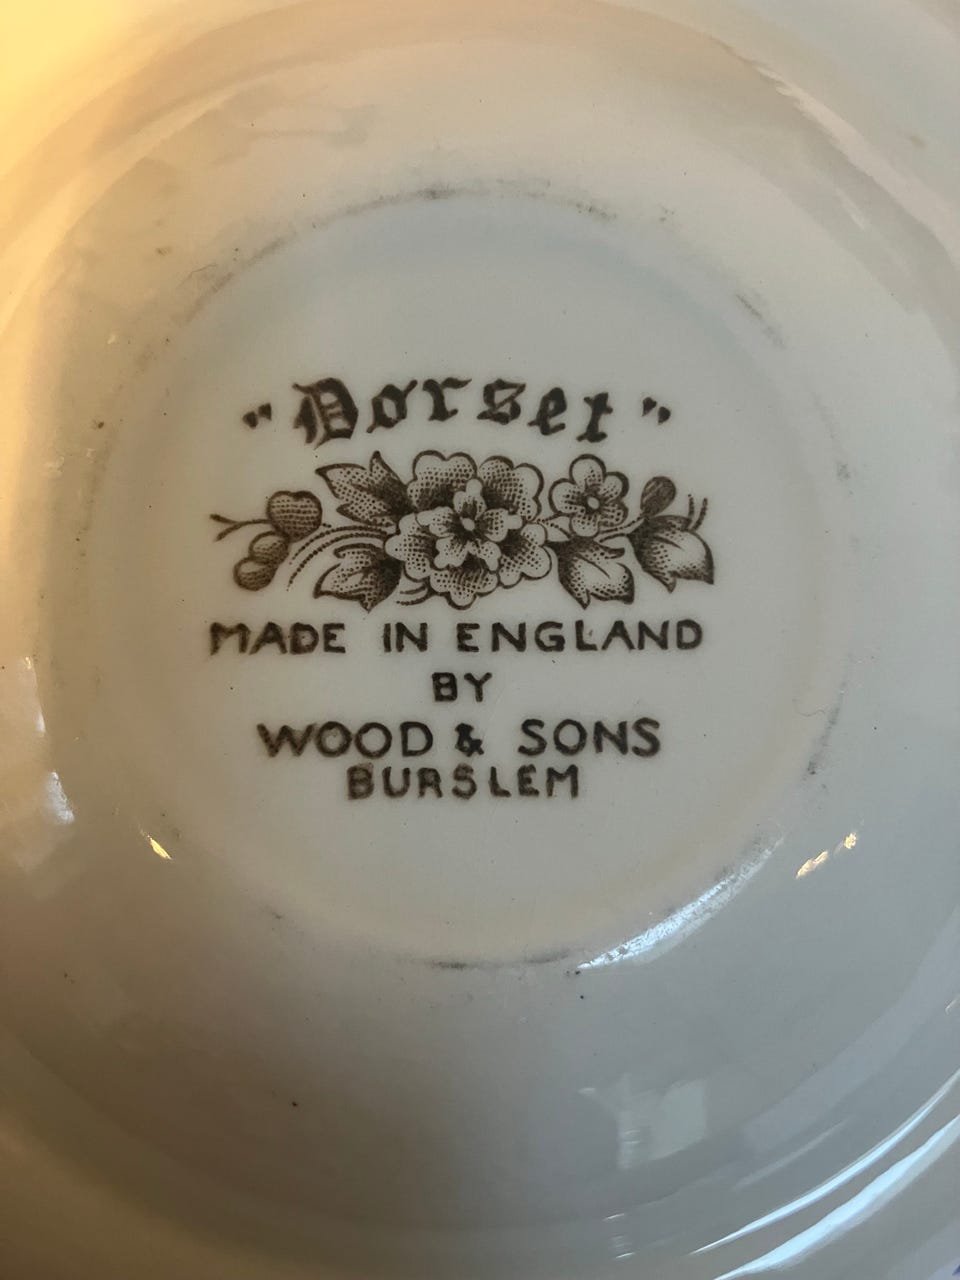 "Dorset"
MADE IN ENGLAND
BY
WOOD & SONS
BURSLEM